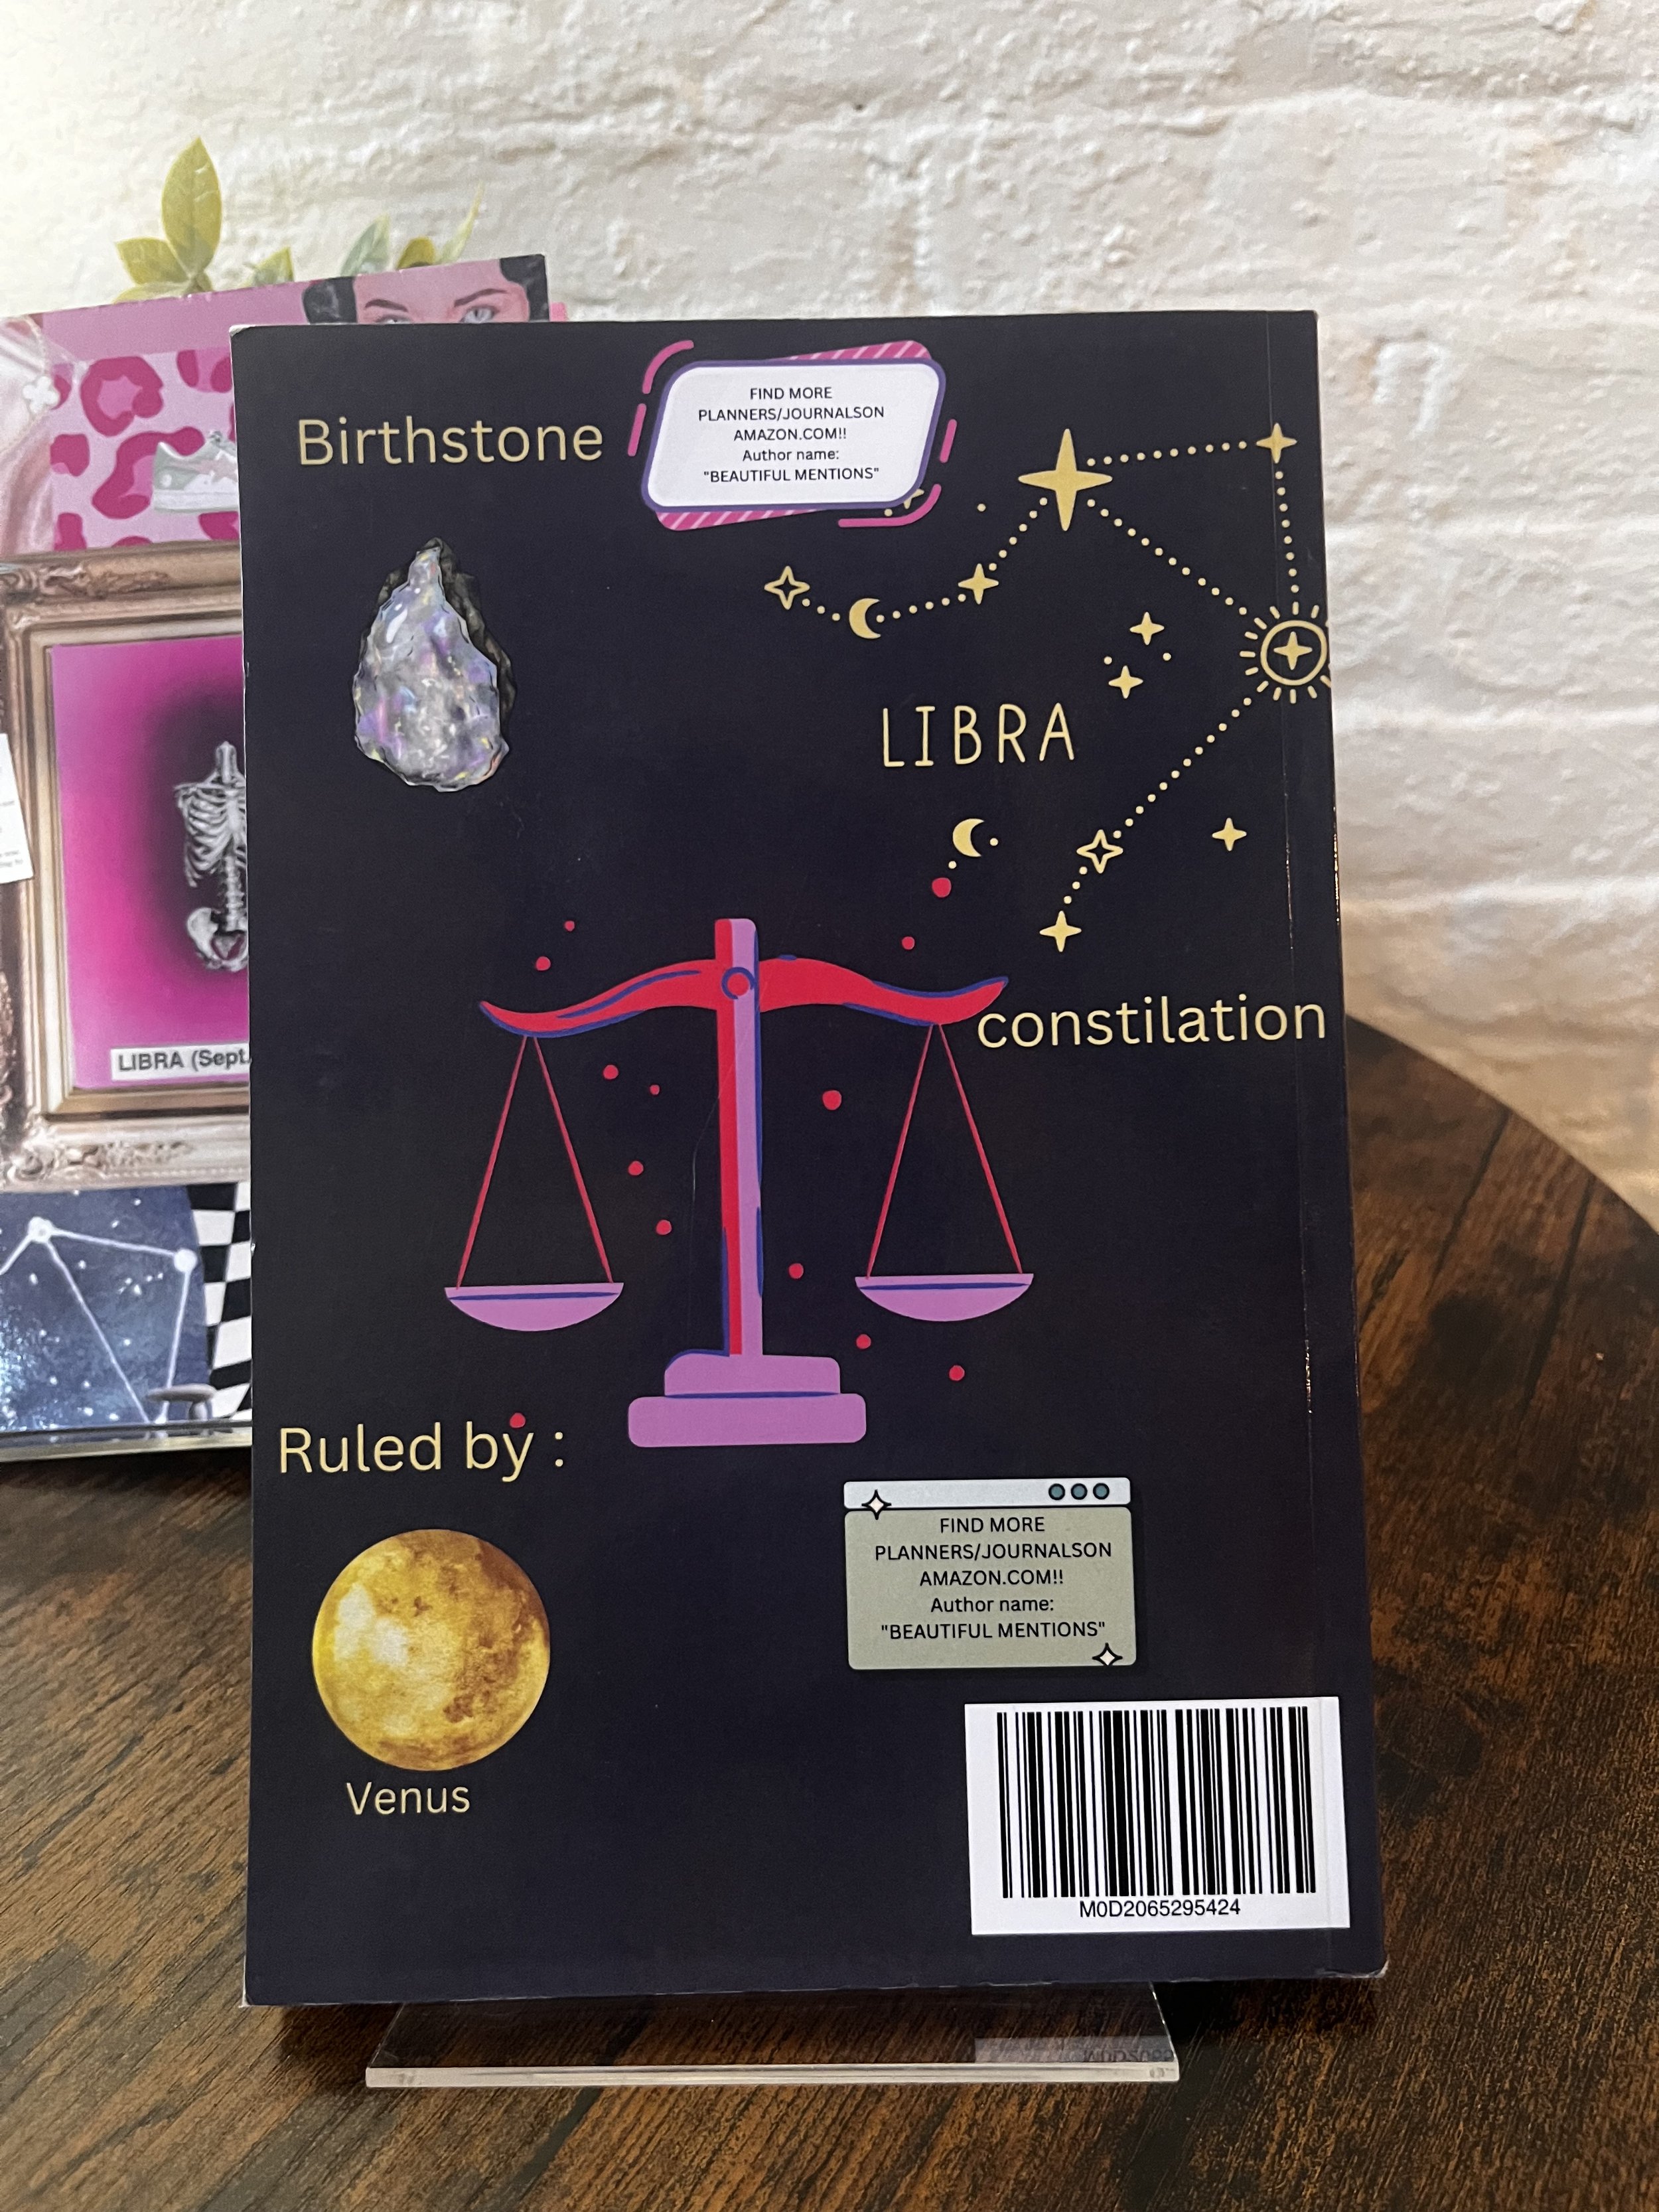 Birthstone
FIND MORE
PLANNERS/JOURNALSON
AMAZON.COM!!
Author name:
"BEAUTIFUL MENTIONS"
LIBRA
constilation
LIBRA (Sept.
Ruled by :
Venus
FIND MORE
PLANNERS/JOURNALSON
AMAZON.COM!!
Author name:
"BEAUTIFUL MENTIONS"
M0D2065295424